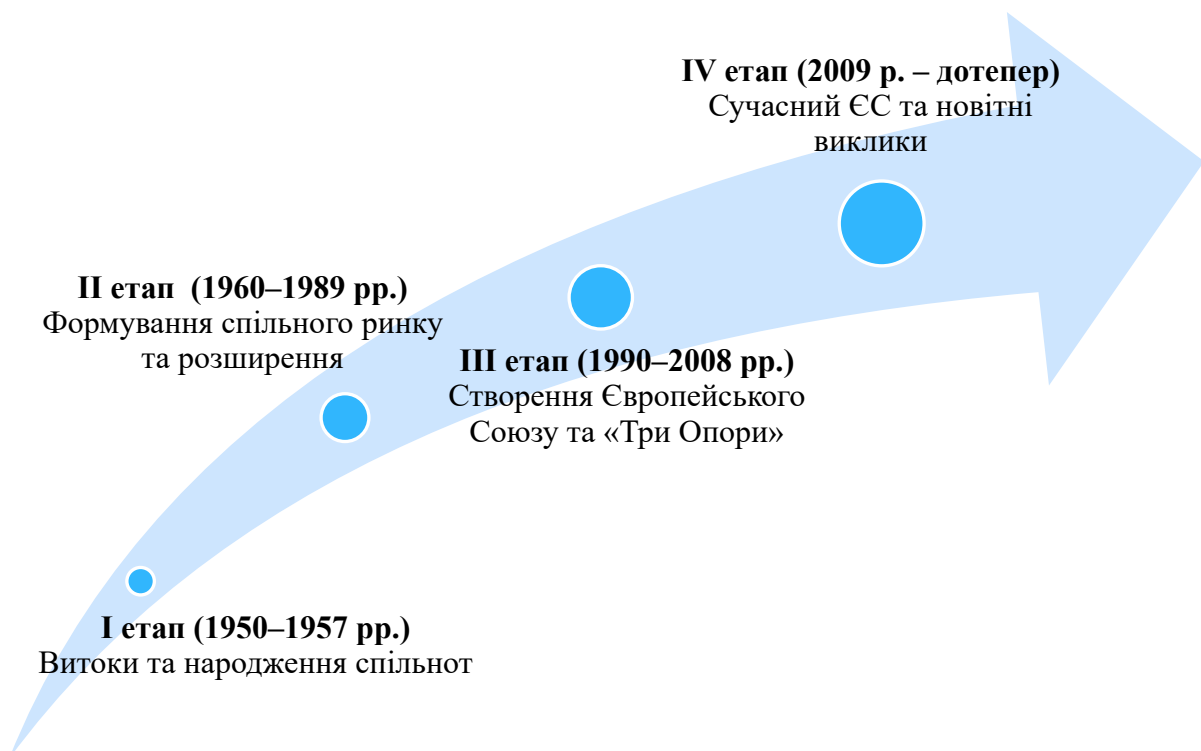 IV етап (2009 р. – дотепер)
Сучасний ЄС та новітні
виклики
II етап  (1960–1989 рр.)
Формування спільного ринку
та розширення
III етап (1990–2008 рр.)
Створення Європейського
Союзу та «Три Опори»
I етап (1950–1957 рр.)
Витоки та народження спільнот